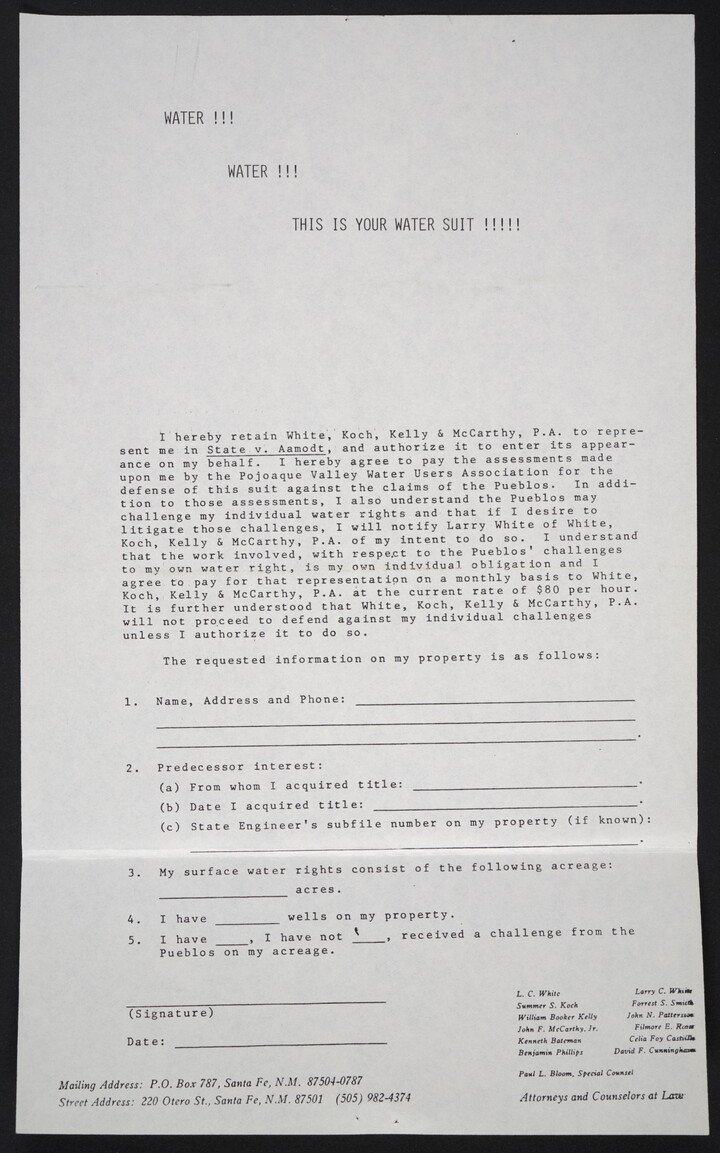 WATER !!!
WATER !!!
THIS IS YOUR WATER SUIT !!!!!
I hereby retain White, Koch, Kelly & McCarthy, P.A. to repre-
sent me in State v. Aamodt, and authorize it to enter its appear-
ance on my behalf.  I hereby agree to pay the assessments made
upon me by the Pojoaque Valley Water Users Association for the
defense of this suit against the claims of the Pueblos.  In addi-
tion to those assessments, I also understand the Pueblos may
challenge my individual water rights and that if I desire to
litigate those challenges, I will notify Larry White of White,
Koch, Kelly & McCarthy, P.A. of my intent to do so.  I understand
that the work involved, with respect to the Pueblos' challenges
to my own water right, is my own individual obligation and I
agree to pay for that representation on a monthly basis to White,
Koch, Kelly & McCarthy, P.A. at the current rate of $80 per hour.
It is further understood that White, Koch, Kelly & McCarthy, P.A.
will not proceed to defend against my individual challenges
unless I authorize it to do so.
The requested information on my property is as follows:
1. Name, Address and Phone: ____________________
____________________
____________________.
2. Predecessor interest:
(a) From whom I acquired title: ____________________.
(b) Date I acquired title: ____________________.
(c) State Engineer's subfile number on my property (if known):
____________________.
3. My surface water rights consist of the following acreage:
__________ acres.
4. I have _____ wells on my property.
5. I have ___, I have not ___, received a challenge from the
Pueblos on my acreage.
____________________
(Signature)
Date: ____________________
L. C. White
Summer S. Koch
William Booker Kelly
John F. McCarthy, Jr.
Kenneth Bateman
Benjamin Phillips
Larry C. White
Forrest S. Smith
John N. Patterson
Filmore E. Rose
Celia Foy Castillo
David F. Cunningham
Paul L. Bloom, Special Counsel
Attorneys and Counselors at Law
Mailing Address: P.O. Box 787, Santa Fe, N.M. 87504-0787
Street Address: 220 Otero St., Santa Fe, N.M. 87501 (505) 982-4374